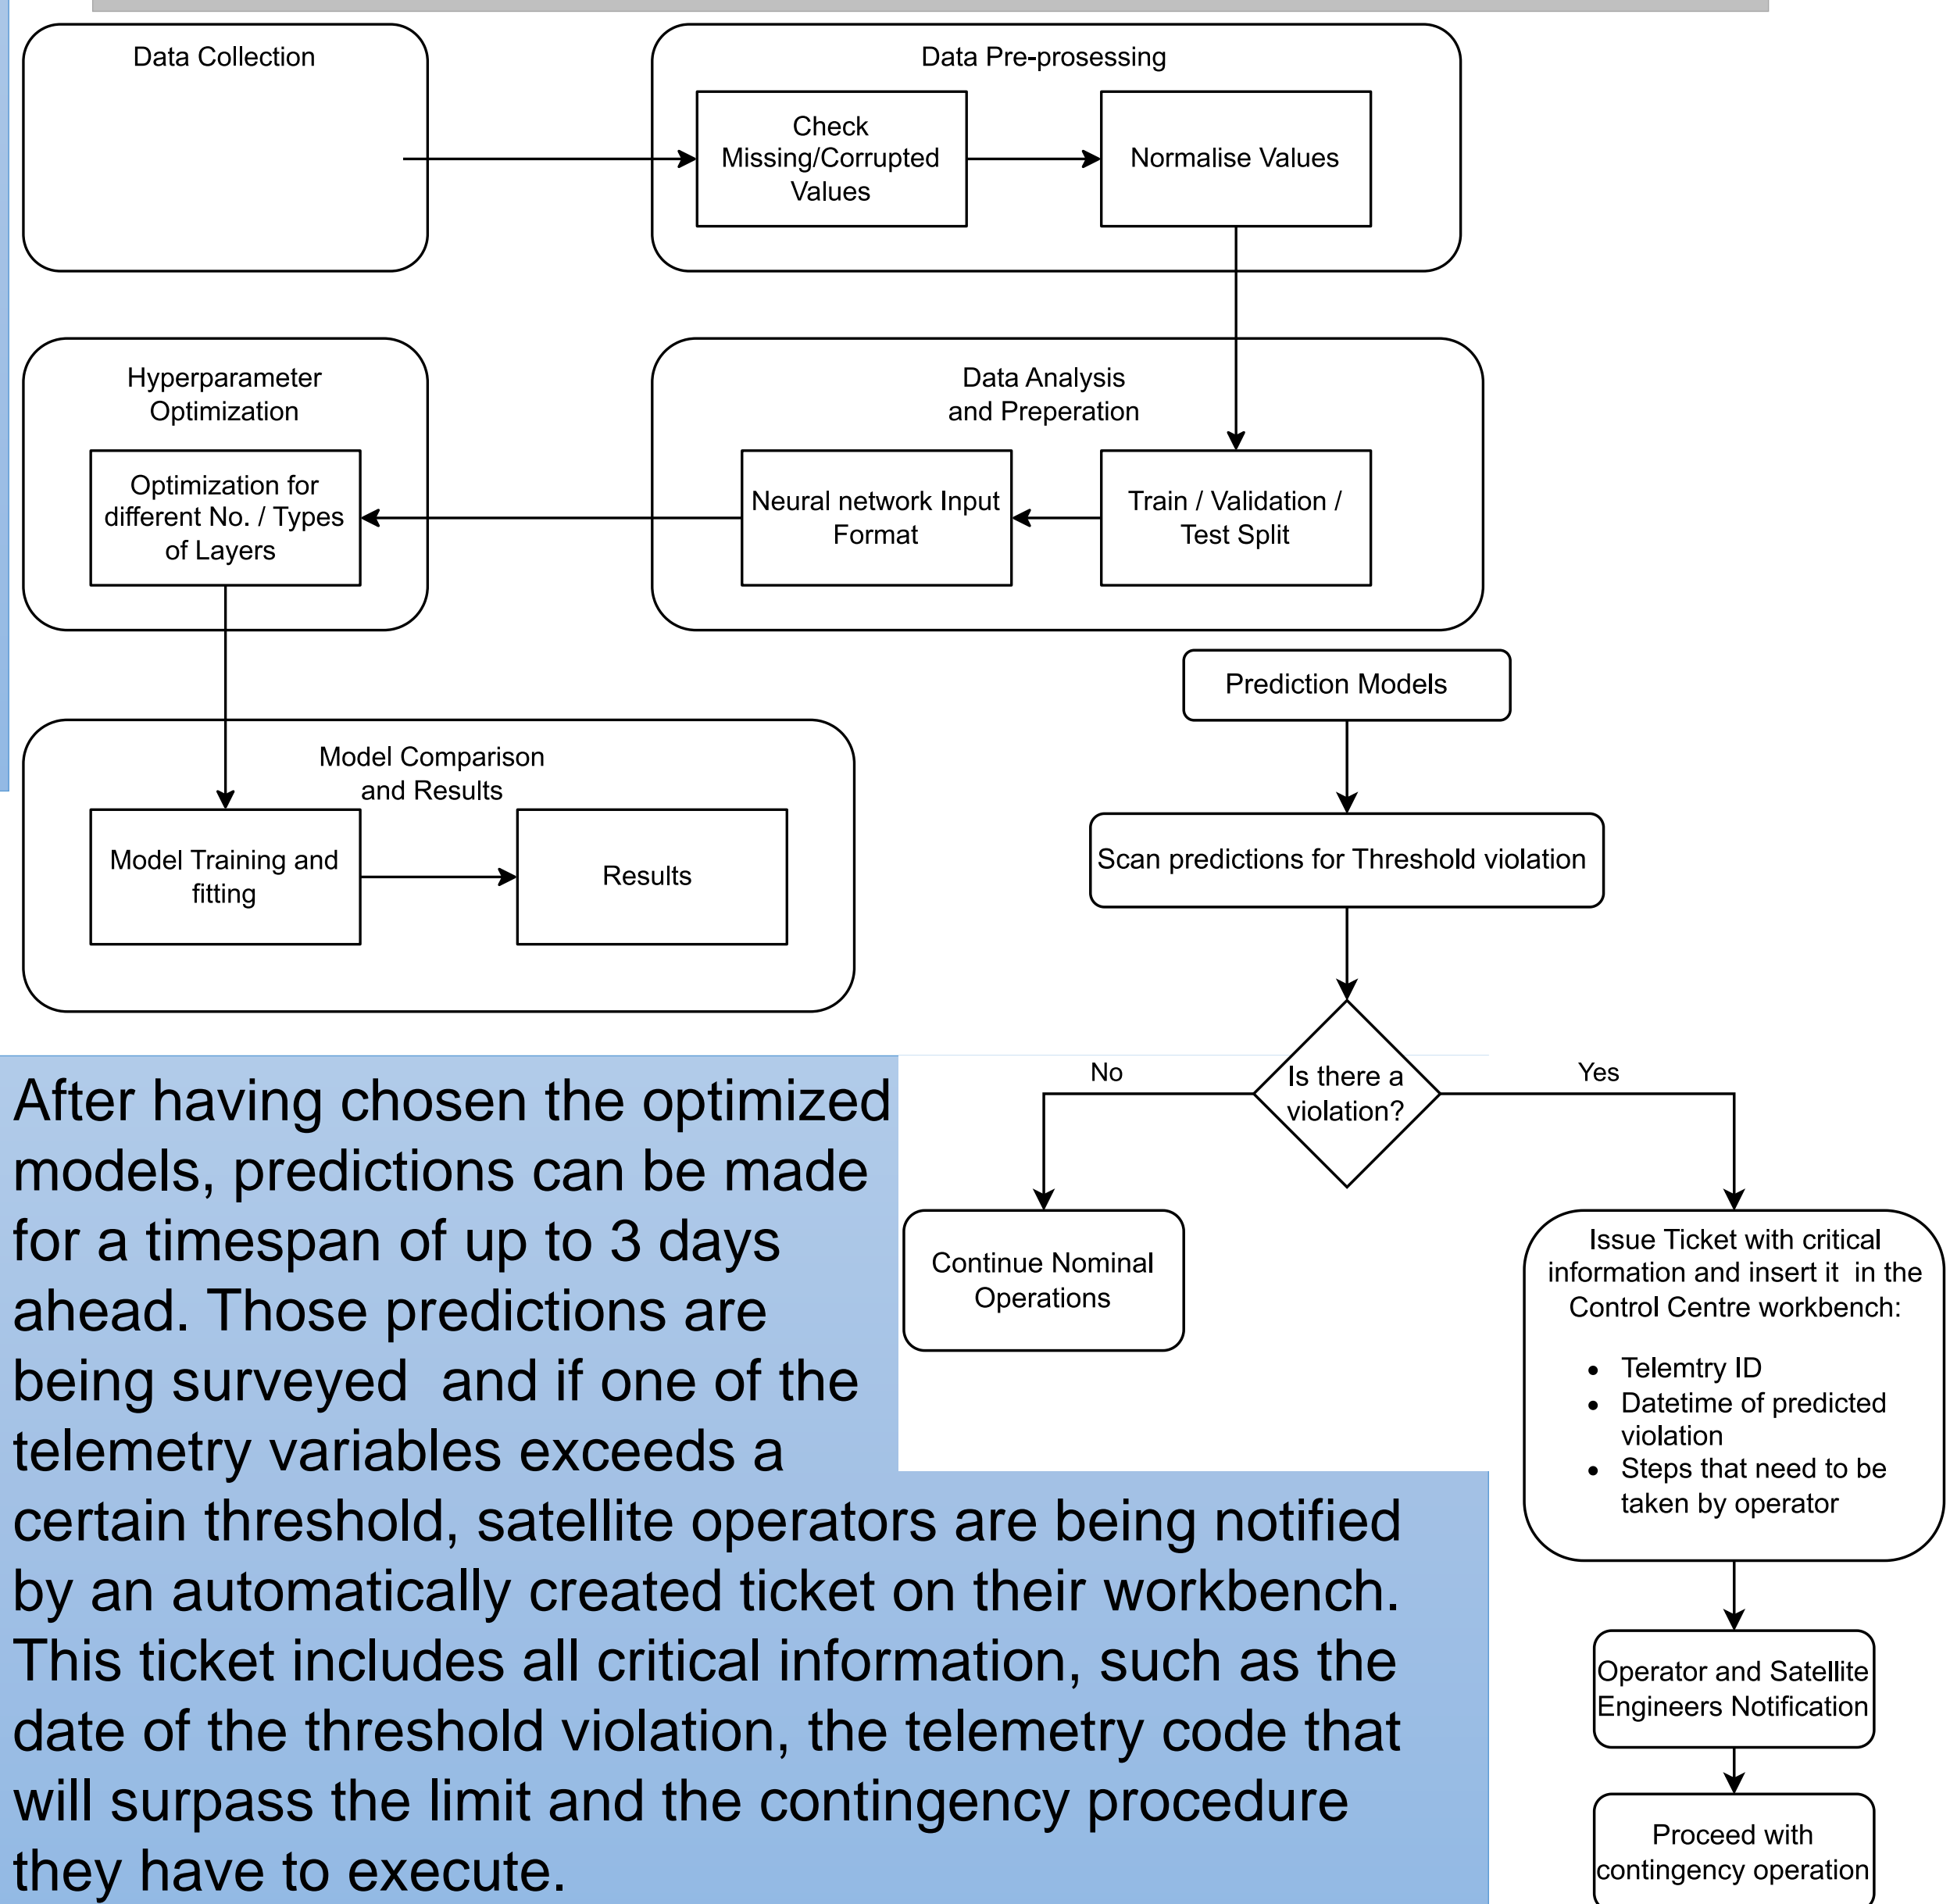 Data Collection
Data Pre-prosessing
Check
Missing/Corrupted
Values
Normalise Values
Hyperparameter
Optimization
Optimization for
different No. / Types
of Layers
Data Analysis
and Preperation
Neural network Input
Format
Train / Validation /
Test Split
Model Comparison
and Results
Model Training and
fitting
Results
Prediction Models
Scan predictions for Threshold violation
Is there a
violation?
No
Yes
Continue Nominal
Operations
Issue Ticket with critical
information and insert it  in the
Control Centre workbench:
• Telemtry ID
• Datetime of predicted
violation
• Steps that need to be
taken by operator
Operator and Satellite
Engineers Notification
Proceed with
contingency operation
After having chosen the optimized
models, predictions can be made
for a timespan of up to 3 days
ahead. Those predictions are
being surveyed  and if one of the
telemetry variables exceeds a
certain threshold, satellite operators are being notified
by an automatically created ticket on their workbench.
This ticket includes all critical information, such as the
date of the threshold violation, the telemetry code that
will surpass the limit and the contingency procedure
they have to execute.